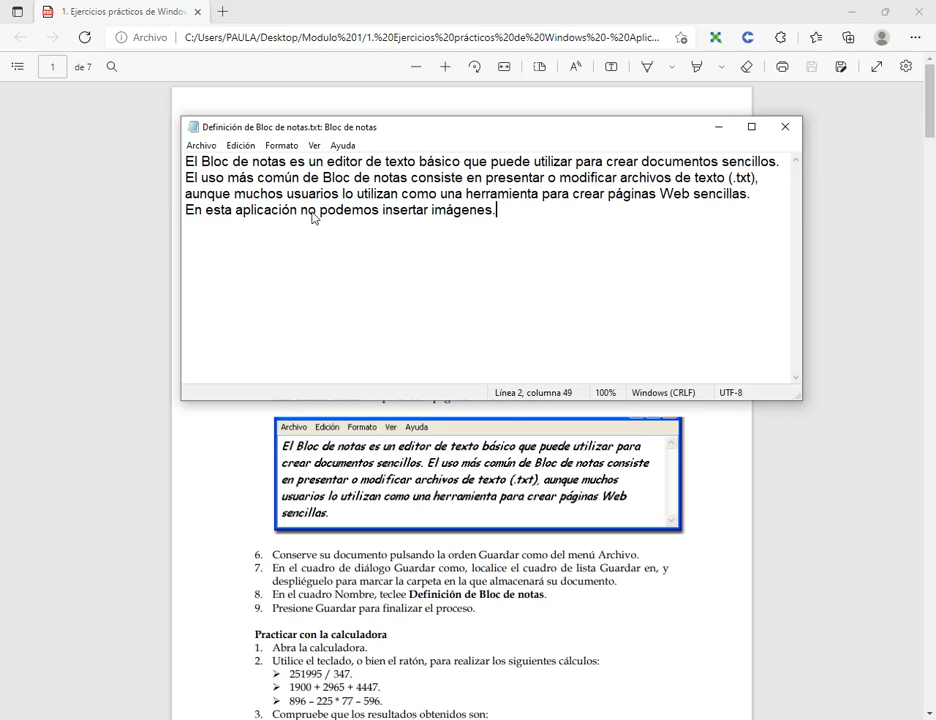 1. Ejercicios prácticos de Windo
Archivo
C:/Users/PAULA/Desktop/Modulo%201/1.%20Ejercicios%20prácticos%20de%20Windows%20-%20Aplic...
1 de 7
Definición de Bloc de notas.txt: Bloc de notas
Archivo Edición Formato Ver Ayuda
El Bloc de notas es un editor de texto básico que puede utilizar para crear documentos sencillos.
El uso más común de Bloc de notas consiste en presentar o modificar archivos de texto (.txt),
aunque muchos usuarios lo utilizan como una herramienta para crear páginas Web sencillas.
En esta aplicación no podemos insertar imágenes.
Línea 2, columna 49 100% Windows (CRLF) UTF-8
Archivo Edición Formato Ver Ayuda
El Bloc de notas es un editor de texto básico que puede utilizar para
crear documentos sencillos. El uso más común de Bloc de notas consiste
en presentar o modificar archivos de texto (.txt), aunque muchos
usuarios lo utilizan como una herramienta para crear páginas Web
sencillas.
6. Conserve su documento pulsando la orden Guardar como del menú Archivo.
7. En el cuadro de diálogo Guardar como, localice el cuadro de lista Guardar en, y
despliéguelo para marcar la carpeta en la que almacenará su documento.
8. En el cuadro Nombre, teclee Definición de Bloc de notas.
9. Presione Guardar para finalizar el proceso.
Practicar con la calculadora
1. Abra la calculadora.
2. Utilice el teclado, o bien el ratón, para realizar los siguientes cálculos:
➢ 251995 / 347.
➢ 1900 + 2965 + 4447.
➢ 896 – 225 * 77 – 596.
3. Compruebe que los resultados obtenidos son: